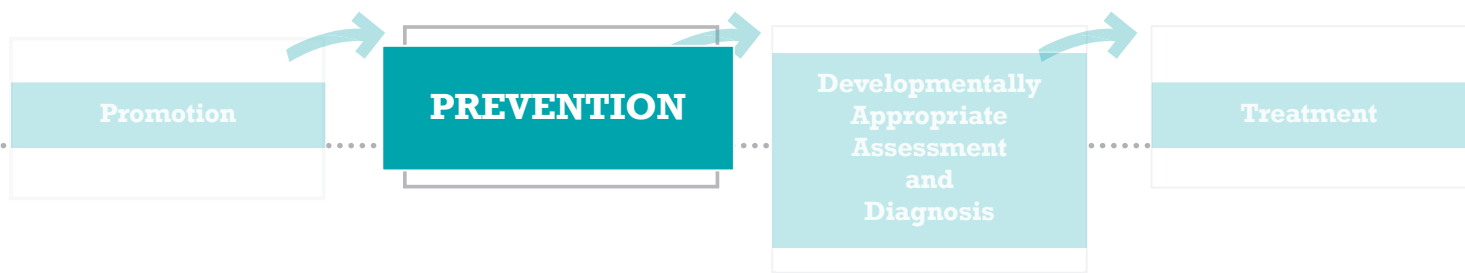 Promotion
PREVENTION
Developmentally
Appropriate
Assessment
and
Diagnosis
Treatment